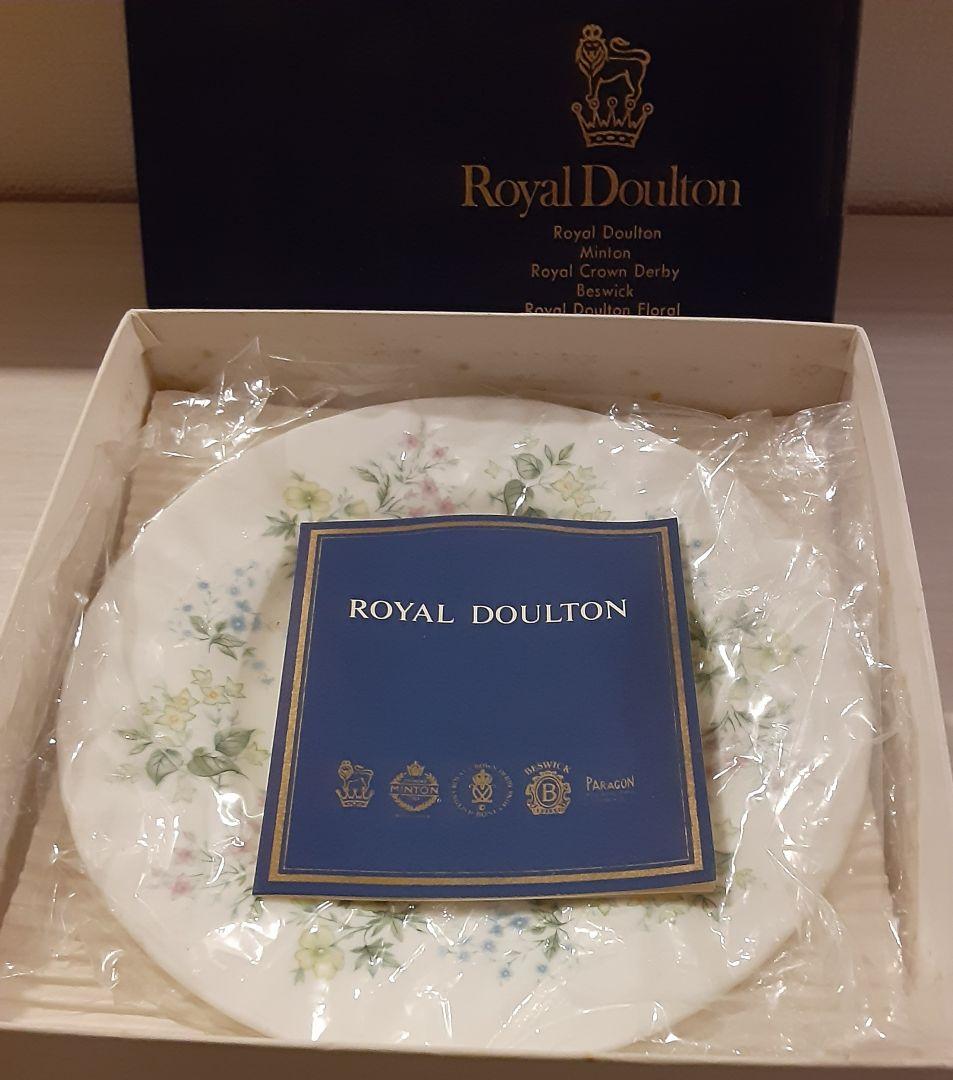 Royal Doulton
Royal Doulton
Minton
Royal Crown Derby
Beswick
Royal Doulton Floral
ROYAL DOULTON
MINTON
BESWICK
B
PARAGON